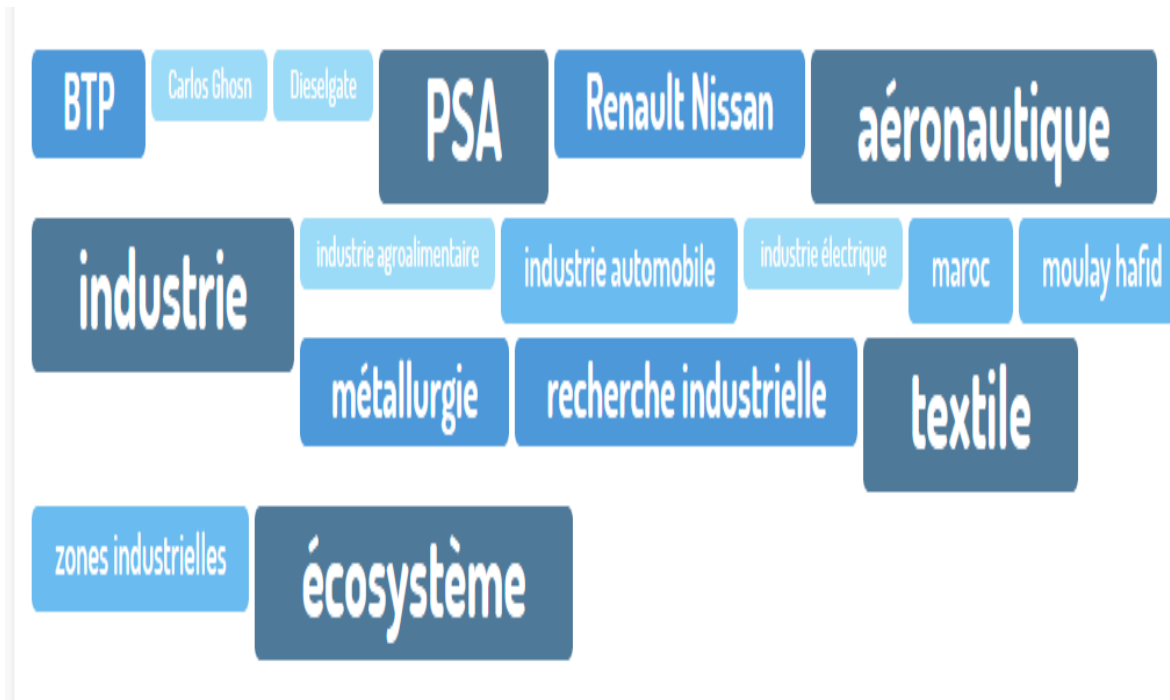 BTP Carlos Ghosn Dieselgate PSA Renault Nissan aéronautique
industrie industrie agroalimentaire industrie automobile industrie électrique maroc moulay hafid
métallurgie recherche industrielle textile
zones industrielles écosystème